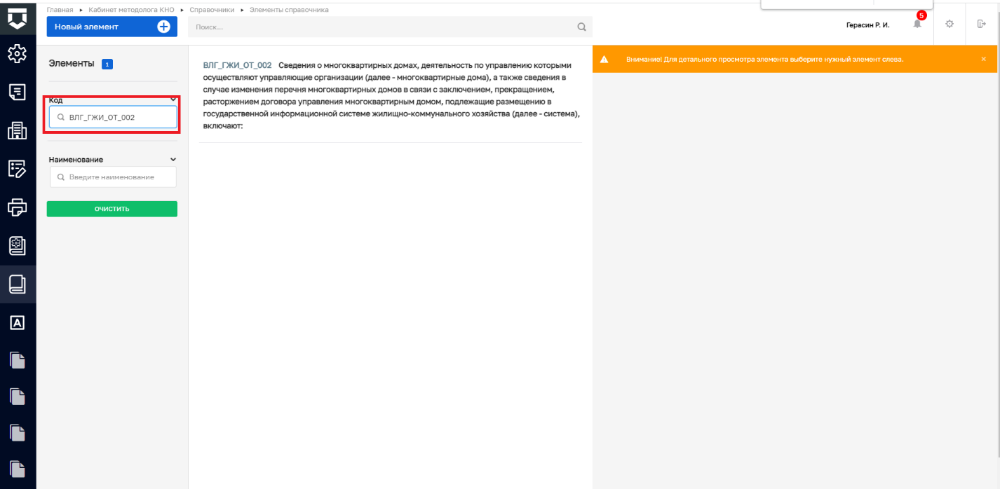 Главная ▸ Кабинет методолога КНО ▸ Справочники ▸ Элементы справочника
Новый элемент
Поиск...
Герасин Р. И.
5
Элементы 1
Код
ВЛГ_ГЖИ_ОТ_002
Наименование
Введите наименование
ОЧИСТИТЬ
ВЛГ_ГЖИ_ОТ_002 Сведения о многоквартирных домах, деятельность по управлению которыми
осуществляют управляющие организации (далее - многоквартирные дома), а также сведения в
случае изменения перечня многоквартирных домов в связи с заключением, прекращением,
расторжением договора управления многоквартирным домом, подлежащие размещению в
государственной информационной системе жилищно-коммунального хозяйства (далее - система),
включают:
Внимание! Для детального просмотра элемента выберите нужный элемент слева.